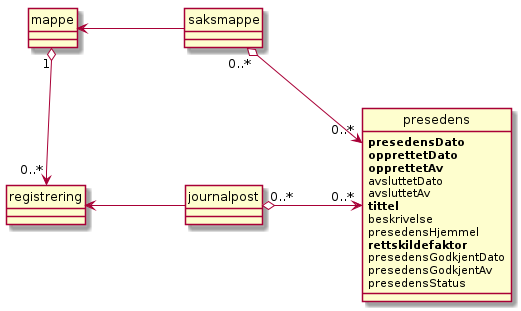 mappe
saksmappe
1
0..*
0..*
0..*
registrering
journalpost
0..*
0..*
presedens
presedensDato
opprettetDato
opprettetAv
avsluttetDato
avsluttetAv
tittel
beskrivelse
presedensHjemmel
rettskildefaktor
presedensGodkjentDato
presedensGodkjentAv
presedensStatus